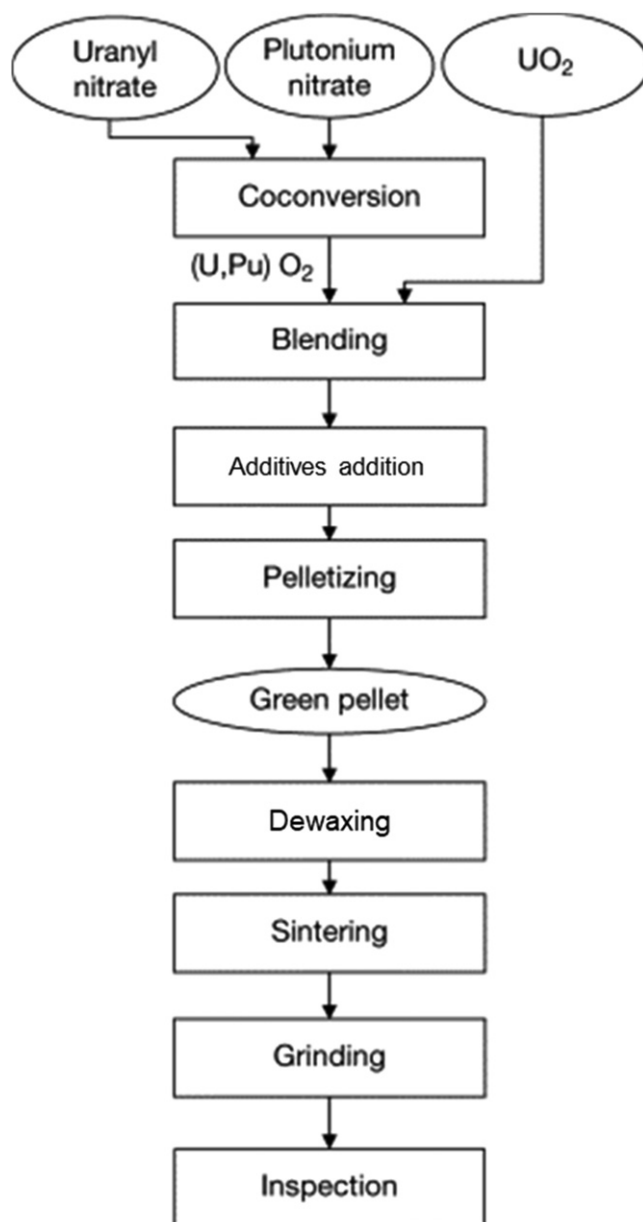 Uranyl
nitrate
Plutonium
nitrate
UO₂
Coconversion
(U,Pu) O₂
Blending
Additives addition
Pelletizing
Green pellet
Dewaxing
Sintering
Grinding
Inspection